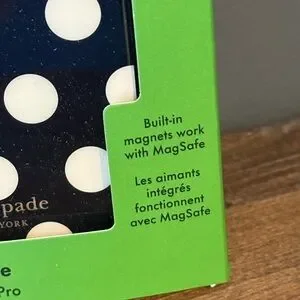 Built-in
magnets work
with MagSafe
Les aimants
intégrés
fonctionnent
avec MagSafe
pade
YORK
e
Pro